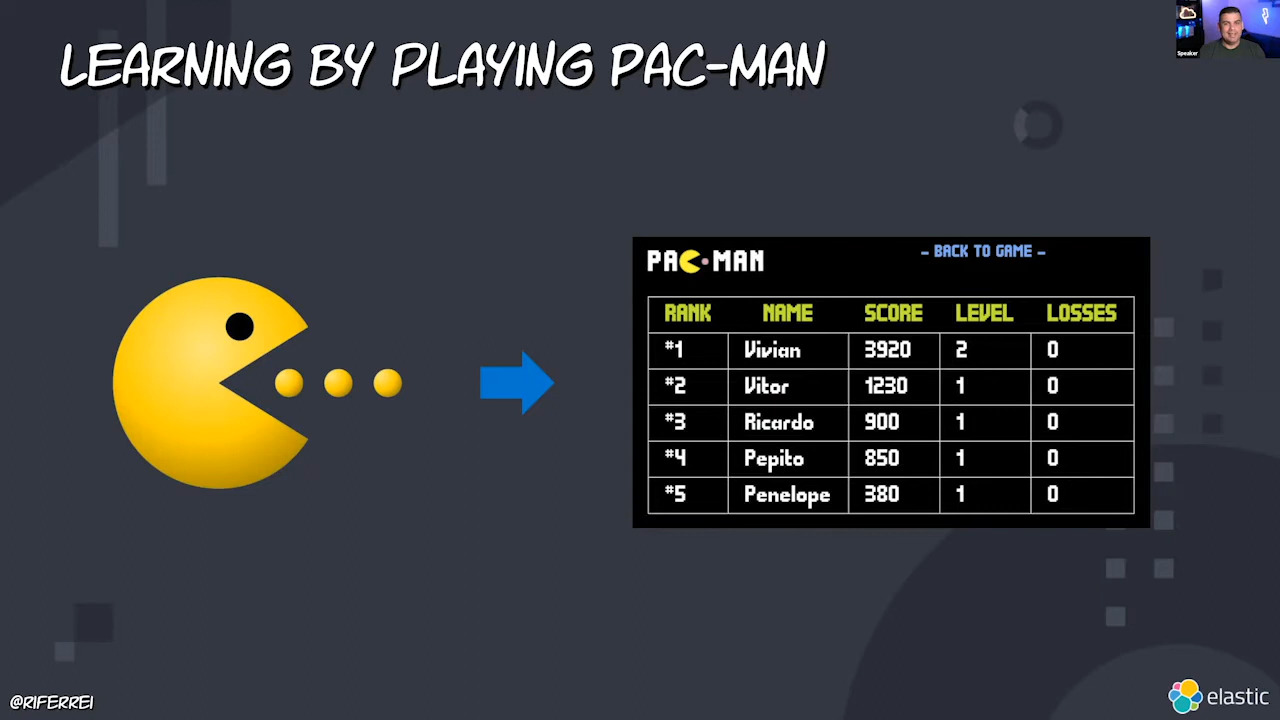 LEARNING BY PLAYING PAC-MAN
Speaker
PAC-MAN
- BACK TO GAME -
RANK NAME SCORE LEVEL LOSSES
#1 Vivian 3920 2 0
#2 Vitor 1230 1 0
#3 Ricardo 900 1 0
#4 Pepito 850 1 0
#5 Penelope 380 1 0
@RIFERREI
elastic